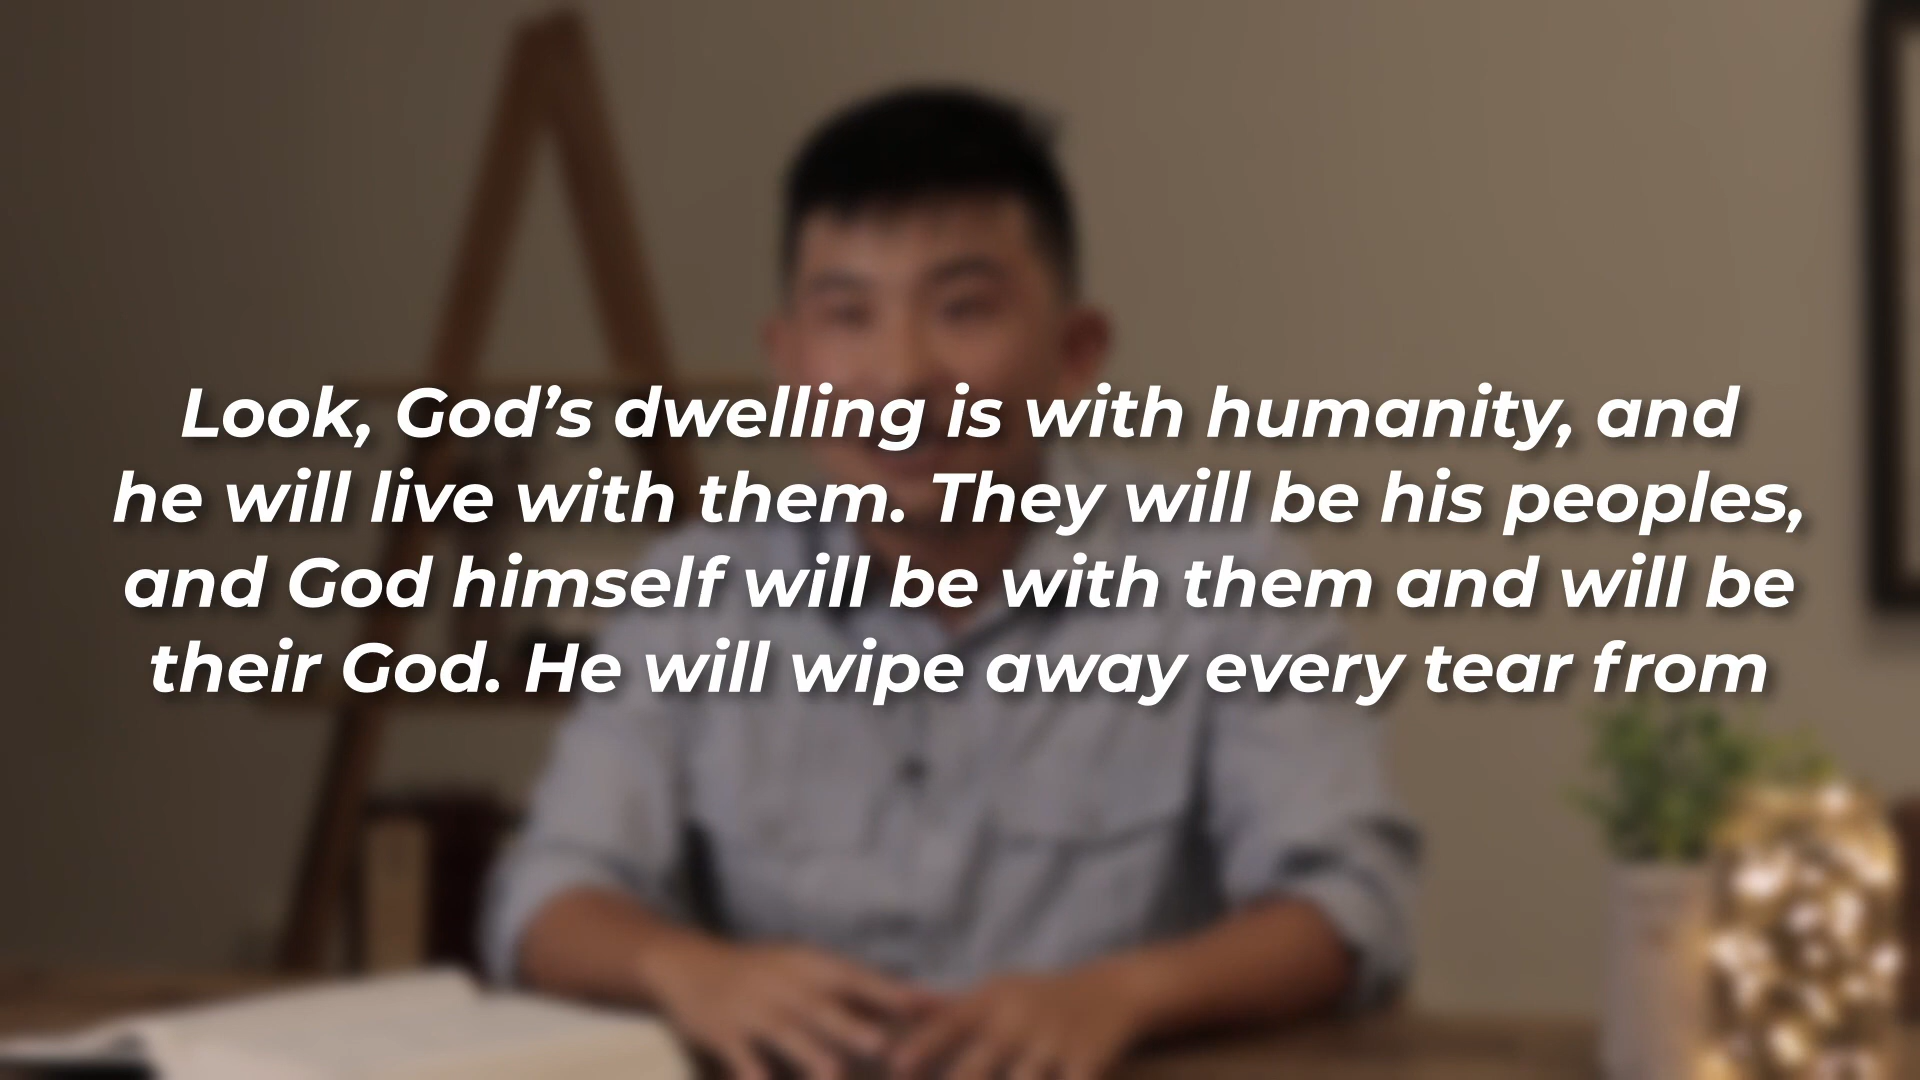 Look, God’s dwelling is with humanity, and
he will live with them. They will be his peoples,
and God himself will be with them and will be
their God. He will wipe away every tear from